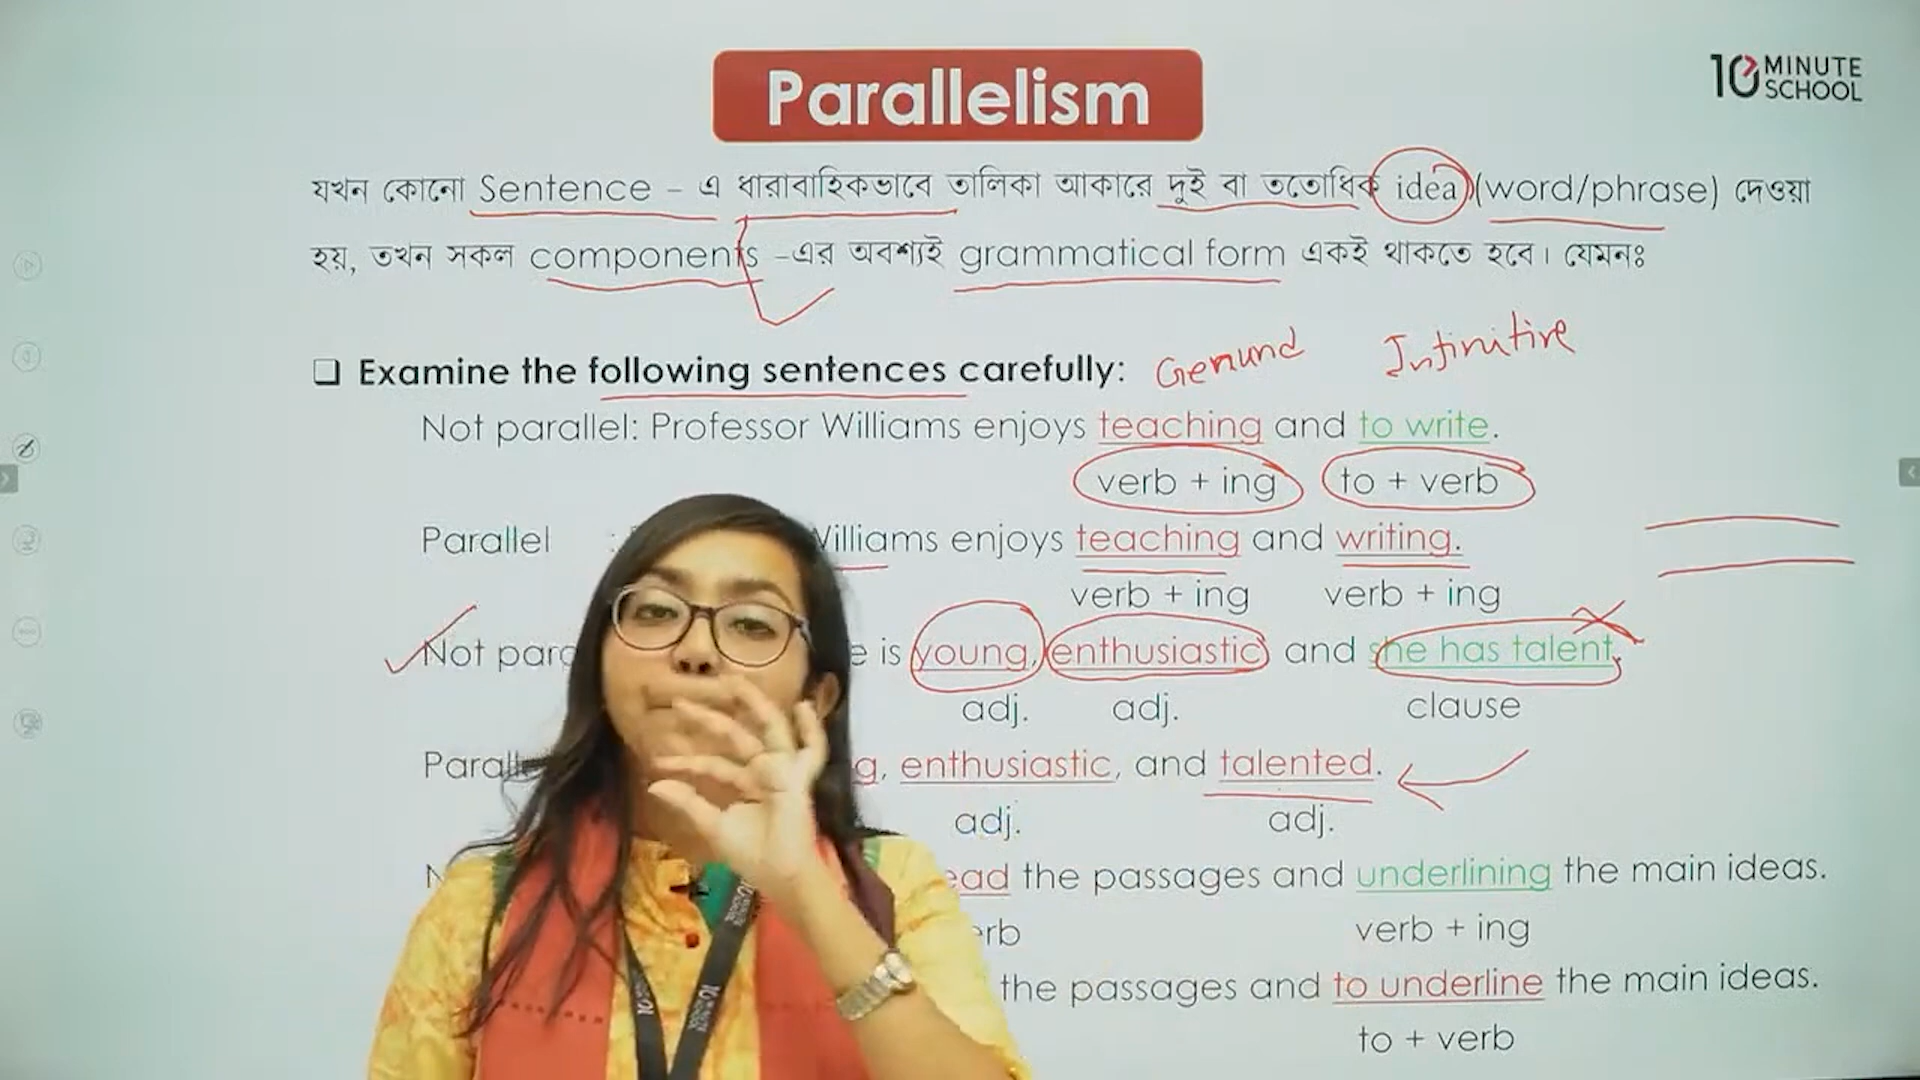 Parallelism
10 MINUTE SCHOOL
যখন কোনো Sentence – এ ধারাবাহিকভাবে তালিকা আকারে দুই বা ততোধিক idea (word/phrase) দেওয়া
হয়, তখন সকল components –এর অবশ্যই grammatical form একই থাকতে হবে। যেমনঃ
❑ Examine the following sentences carefully: Gerund Infinitive
Not parallel: Professor Williams enjoys teaching and to write.
verb + ing to + verb
Parallel Williams enjoys teaching and writing.
verb + ing verb + ing
Not is young, enthusiastic and she has talent.
adj. adj. clause
enthusiastic, and talented.
adj. adj.
the passages and underlining the main ideas.
verb + ing
the passages and to underline the main ideas.
to + verb